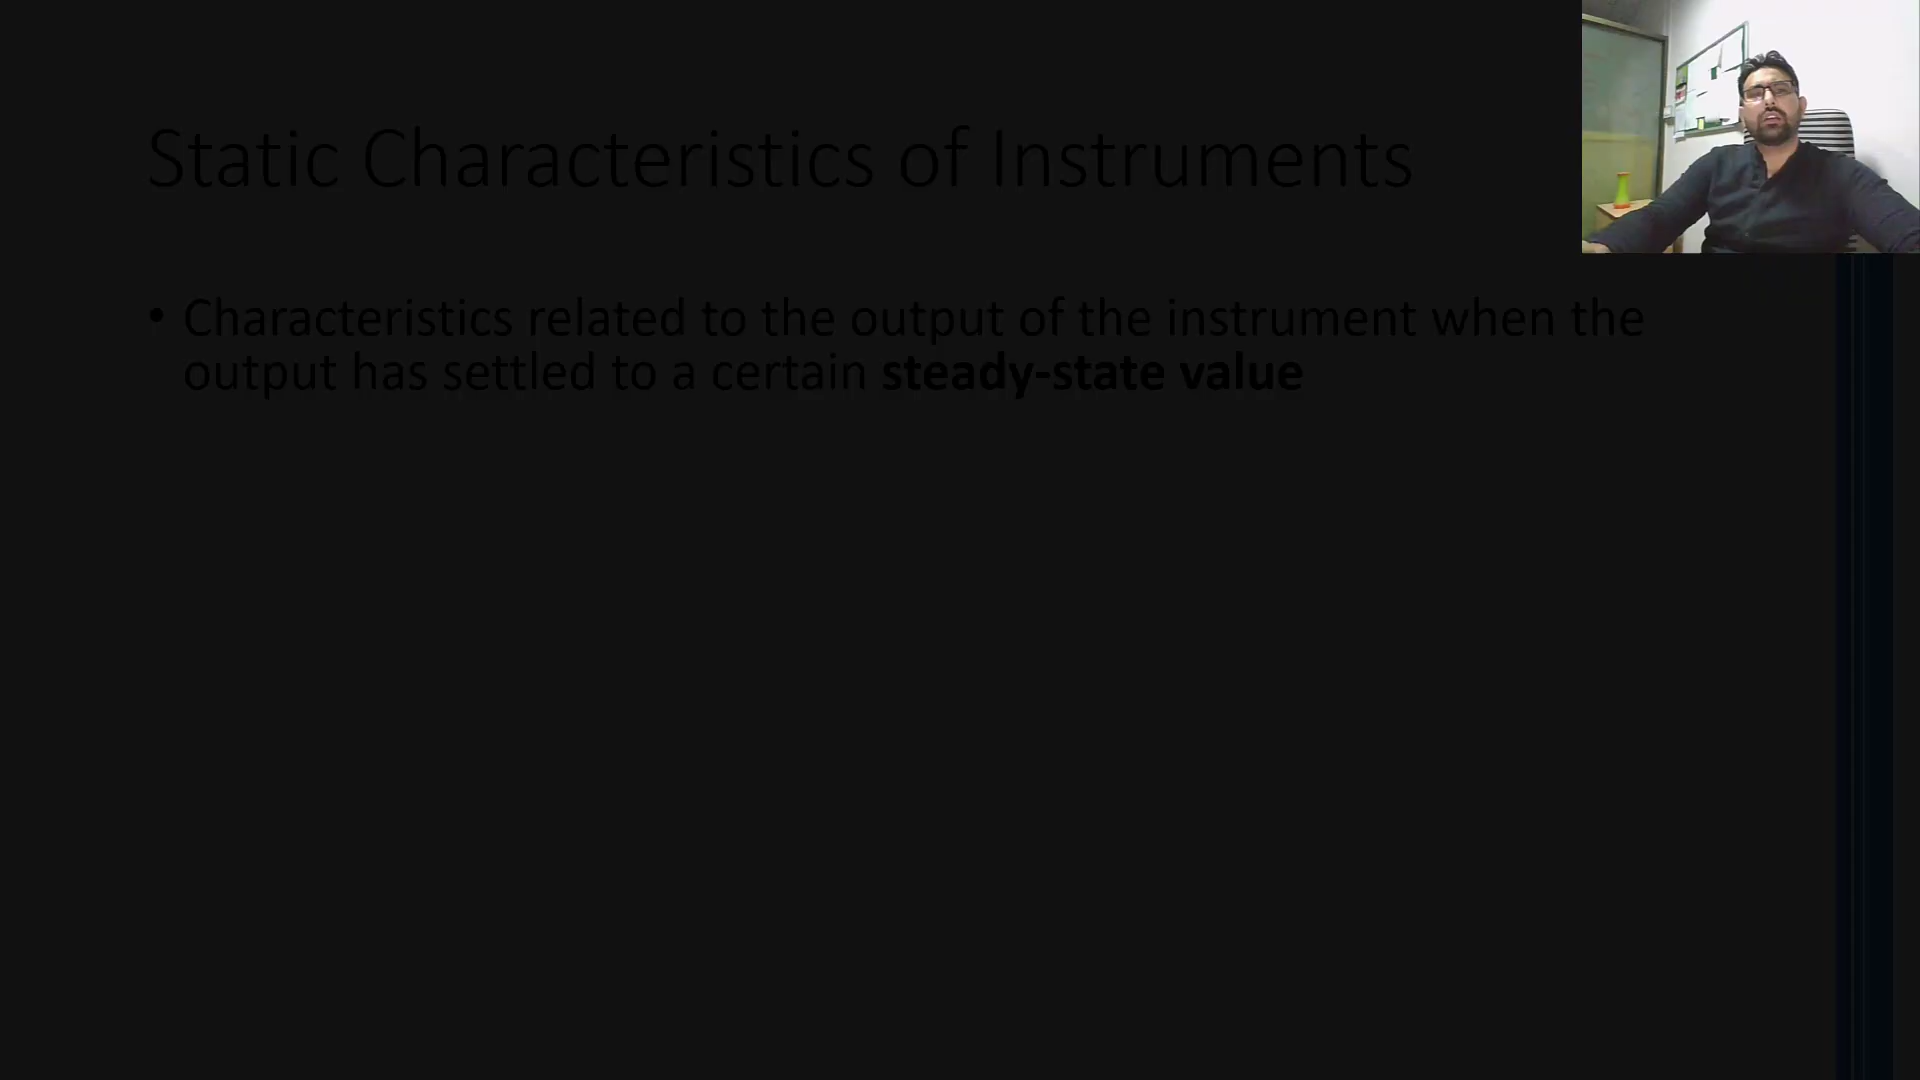 Static Characteristics of Instruments
• Characteristics related to the output of the instrument when the
output has settled to a certain steady-state value